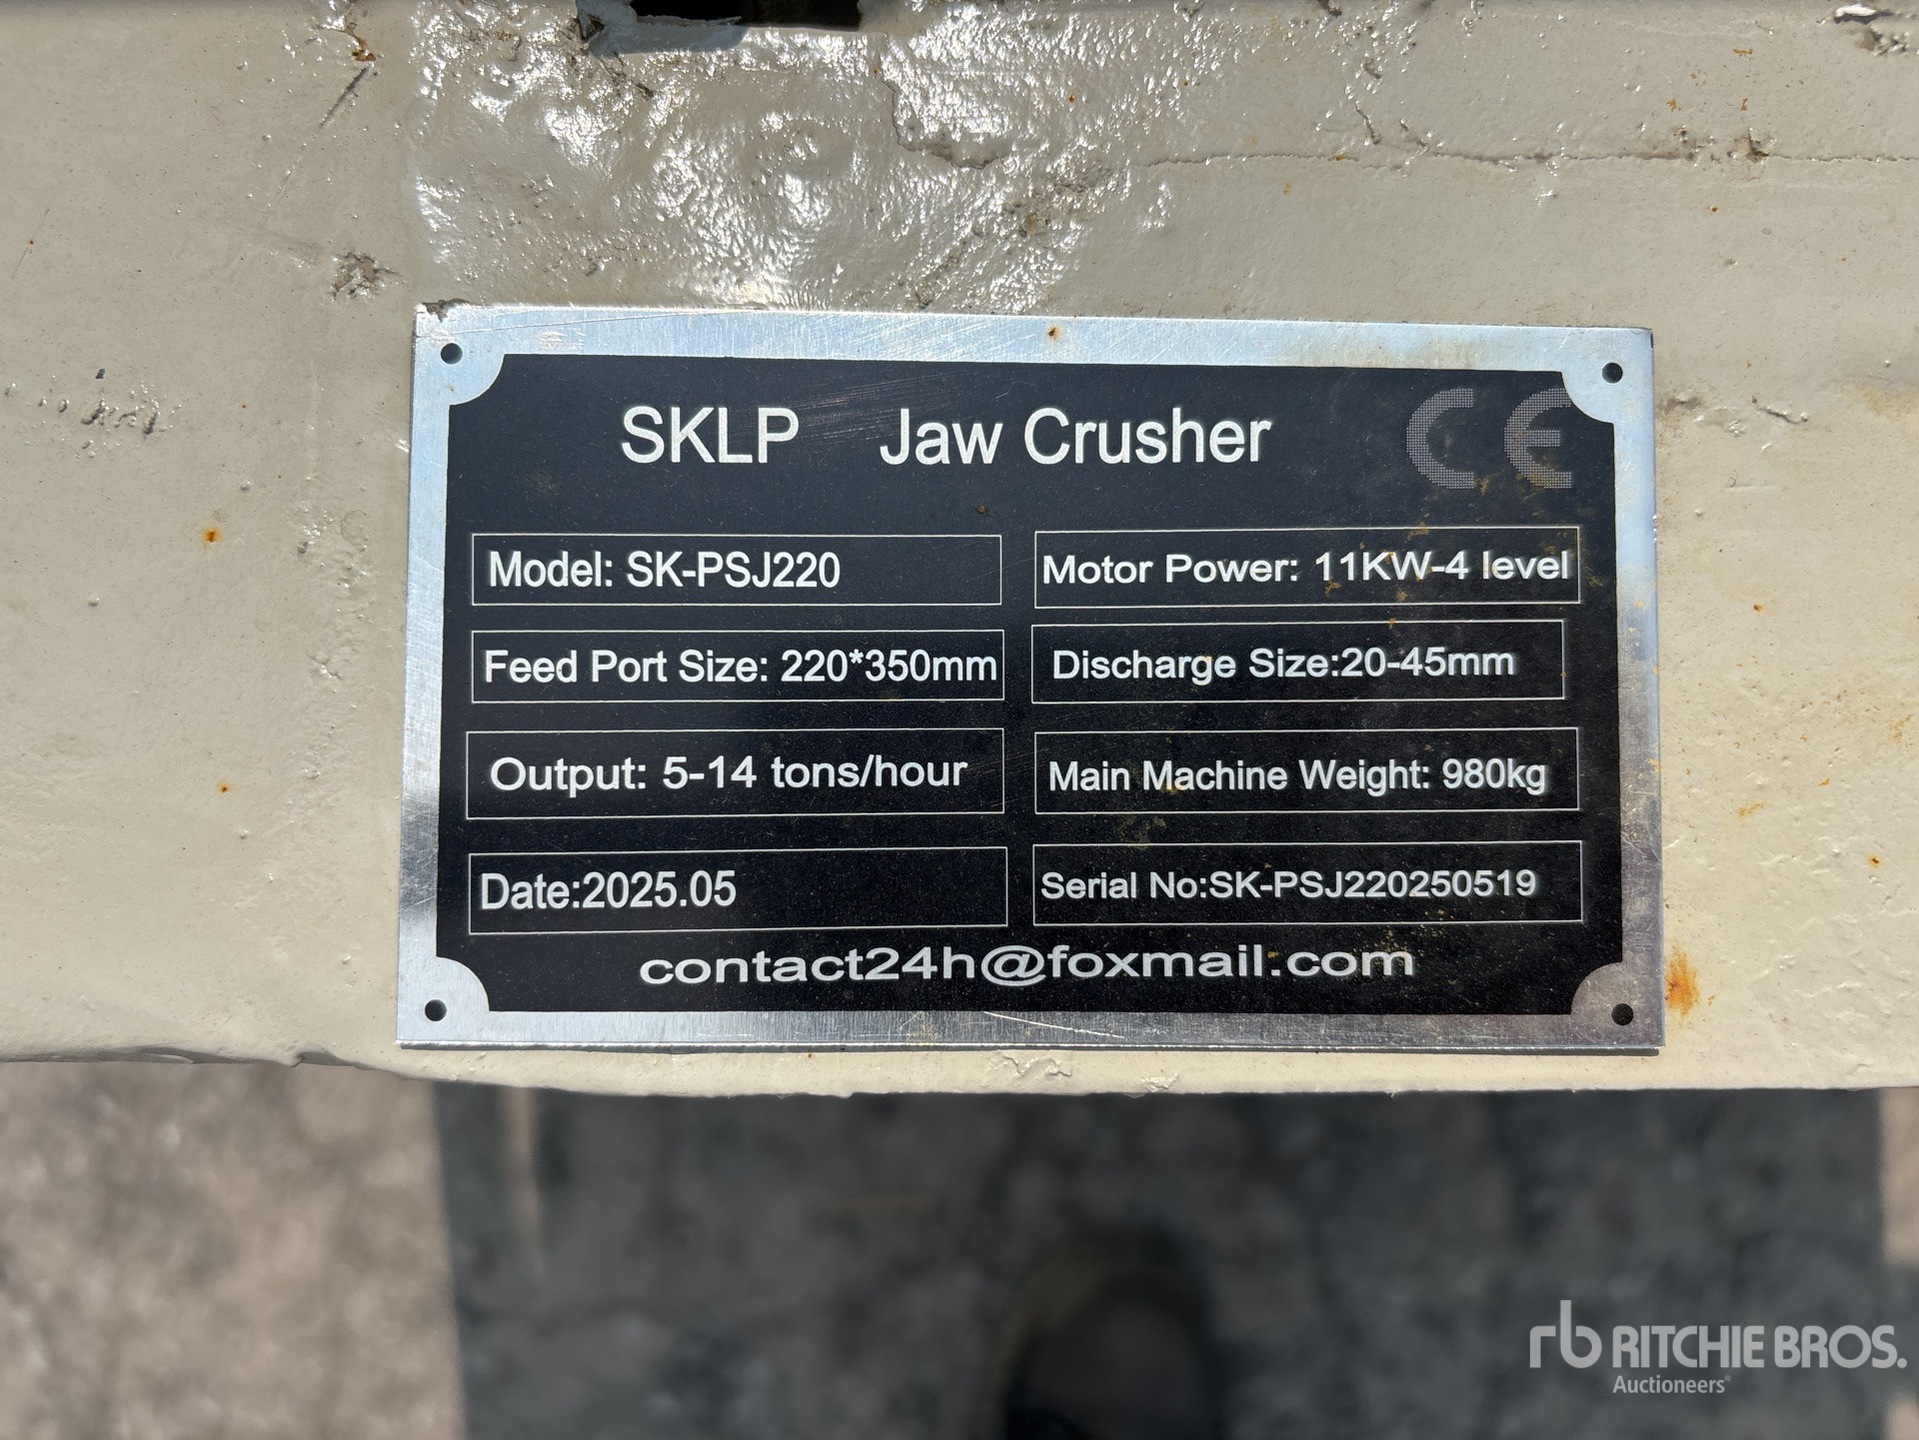 SKLP Jaw Crusher CE
Model: SK-PSJ220
Motor Power: 11KW-4 level
Feed Port Size: 220*350mm
Discharge Size:20-45mm
Output: 5-14 tons/hour
Main Machine Weight: 980kg
Date:2025.05
Serial No:SK-PSJ220250519
contact24h@foxmail.com
rb RITCHIE BROS.
Auctioneers®